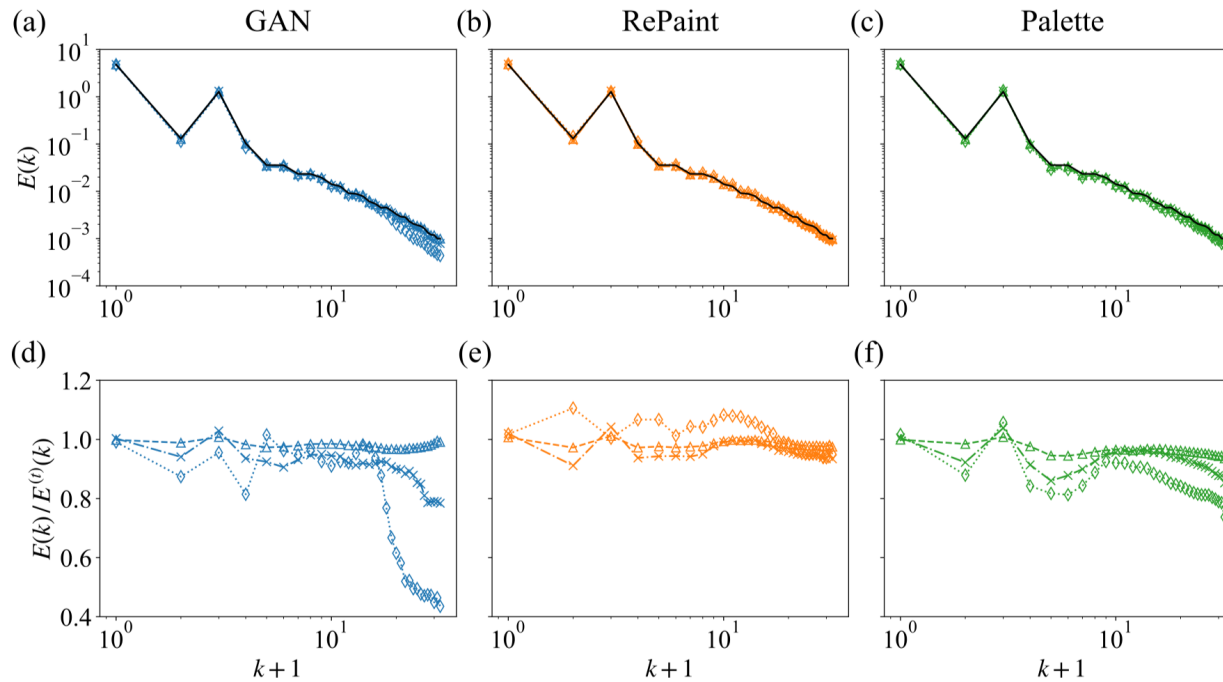 (a) GAN (b) RePaint (c) Palette
10^1
10^0
10^−1
10^−2
10^−3
10^−4
E(k)
10^0 10^1 10^0 10^1 10^0 10^1
(d) (e) (f)
1.2
1.0
0.8
0.6
0.4
E(k)/E^(t)(k)
10^0 10^1 10^0 10^1 10^0 10^1
k + 1 k + 1 k + 1